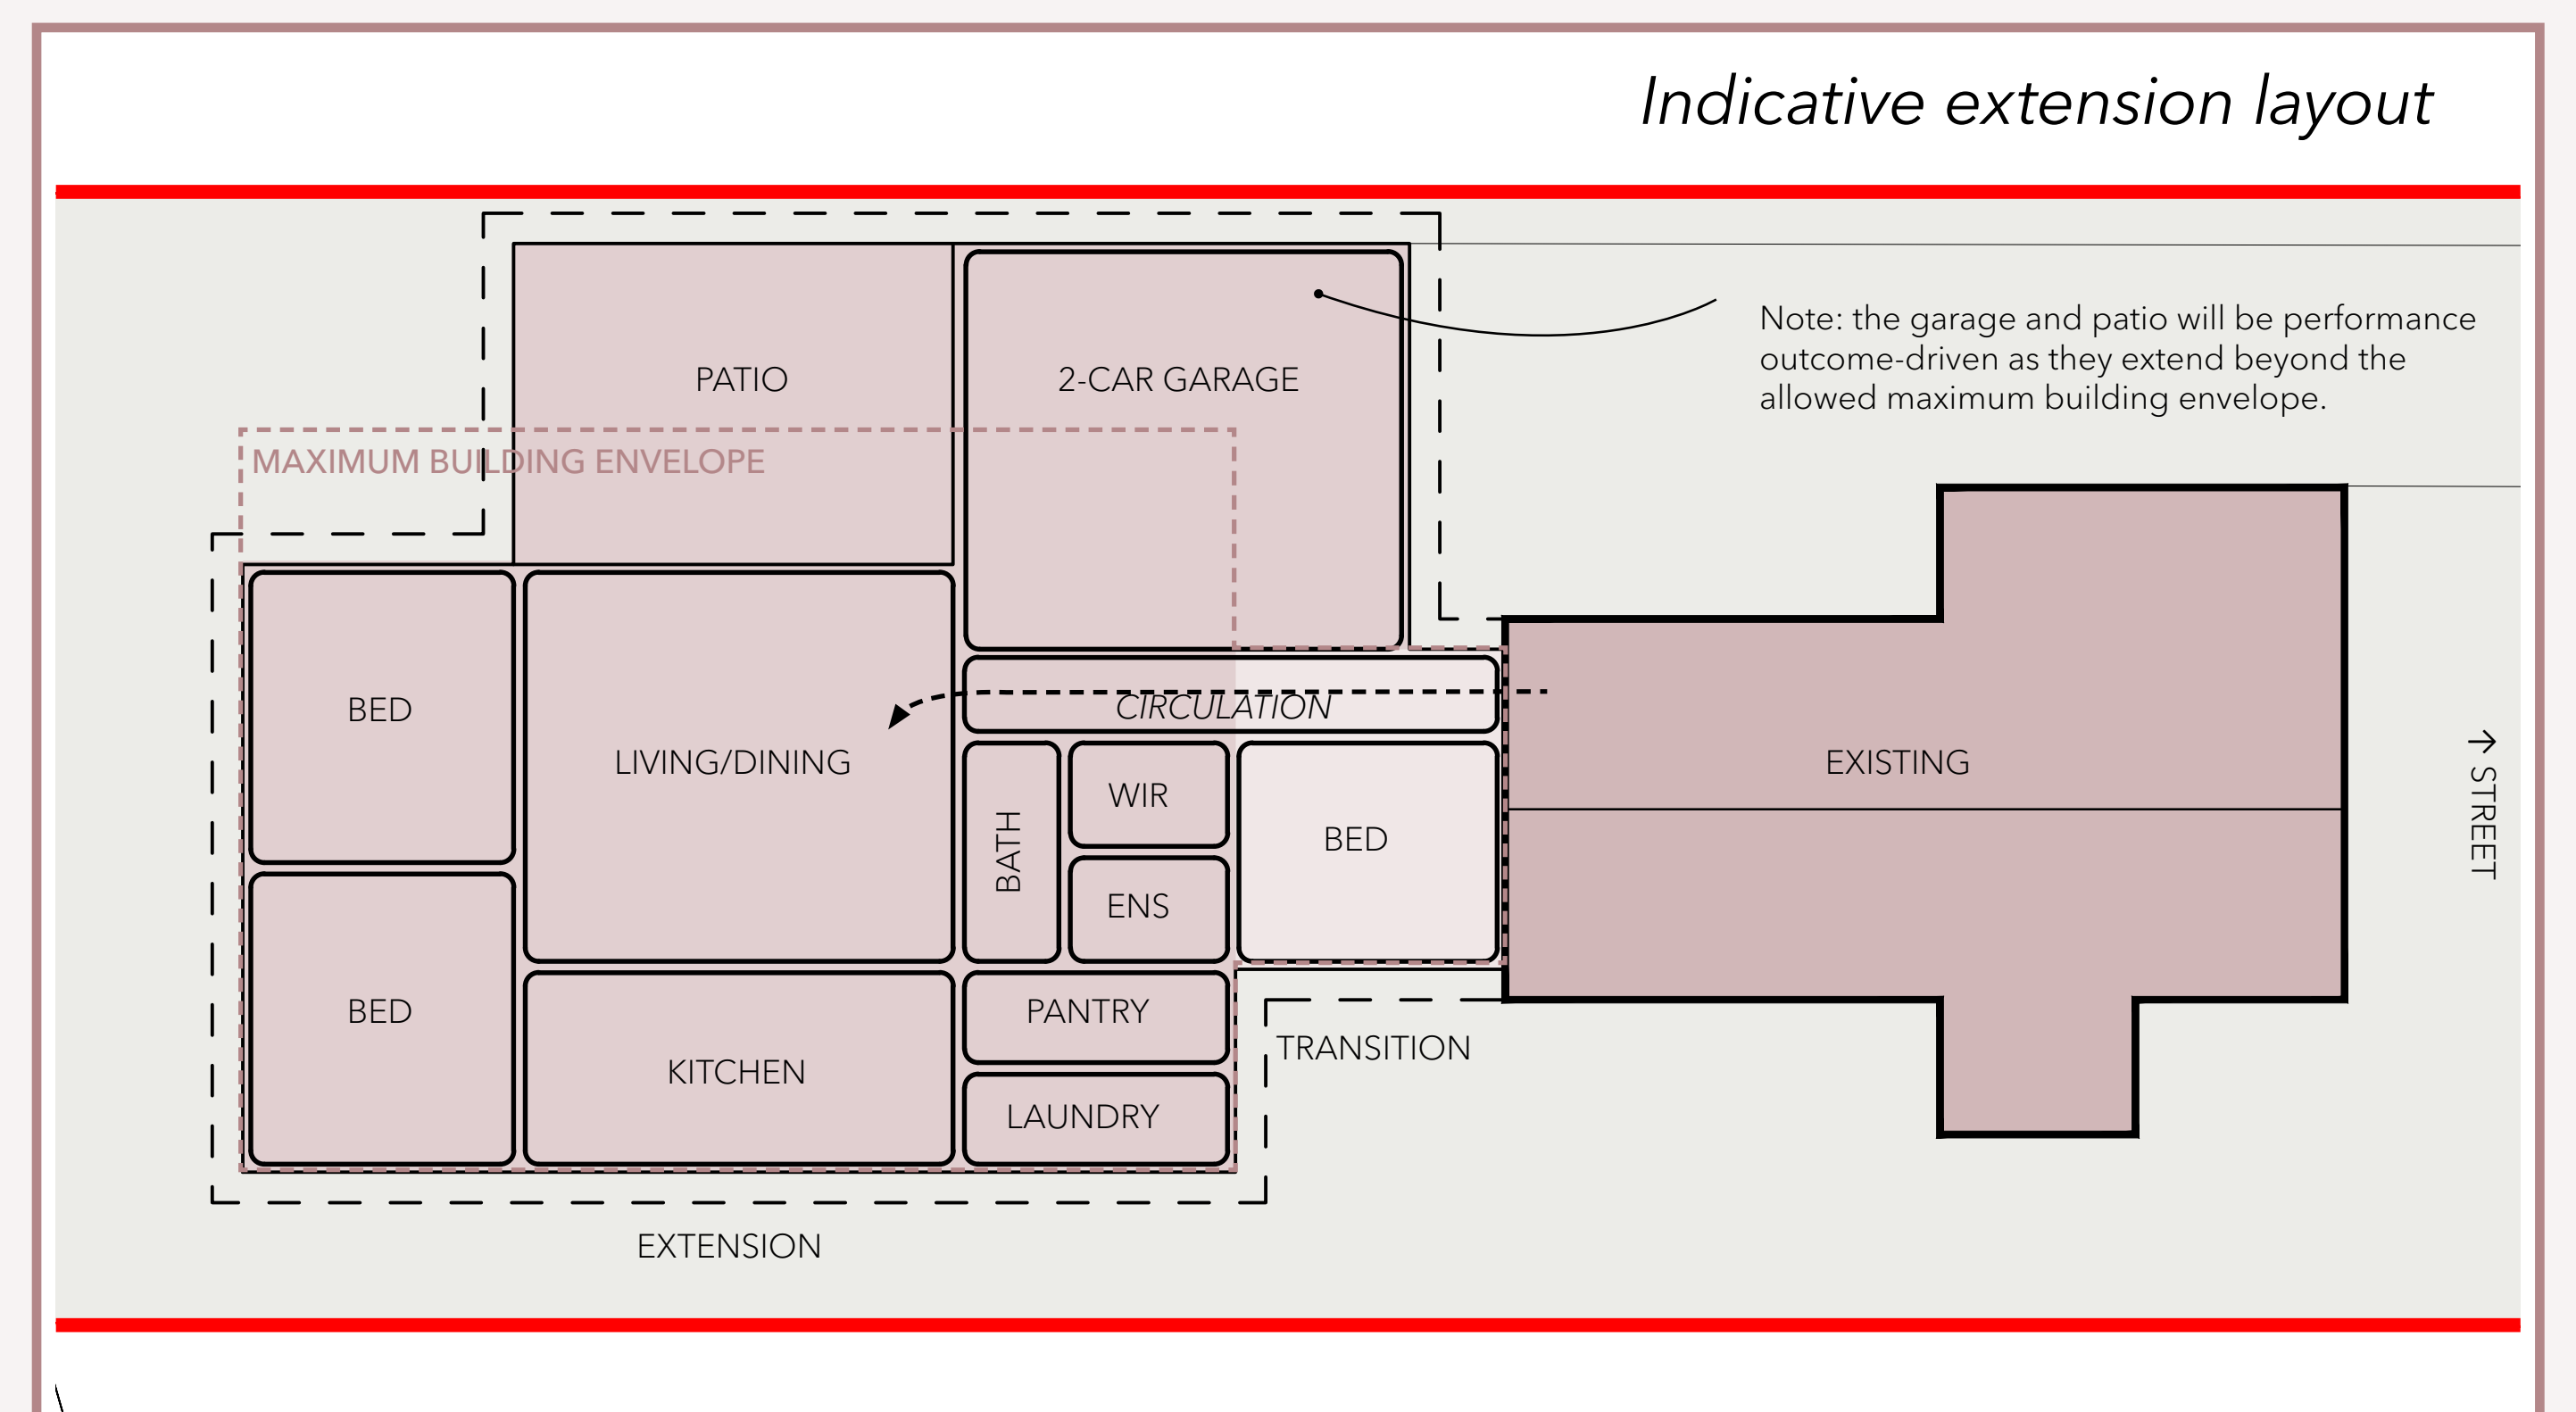 Indicative extension layout
PATIO
2-CAR GARAGE
Note: the garage and patio will be performance
outcome-driven as they extend beyond the
allowed maximum building envelope.
MAXIMUM BUILDING ENVELOPE
BED
LIVING/DINING
CIRCULATION
WIR
BATH
ENS
BED
EXISTING
→ STREET
BED
KITCHEN
PANTRY
LAUNDRY
TRANSITION
EXTENSION